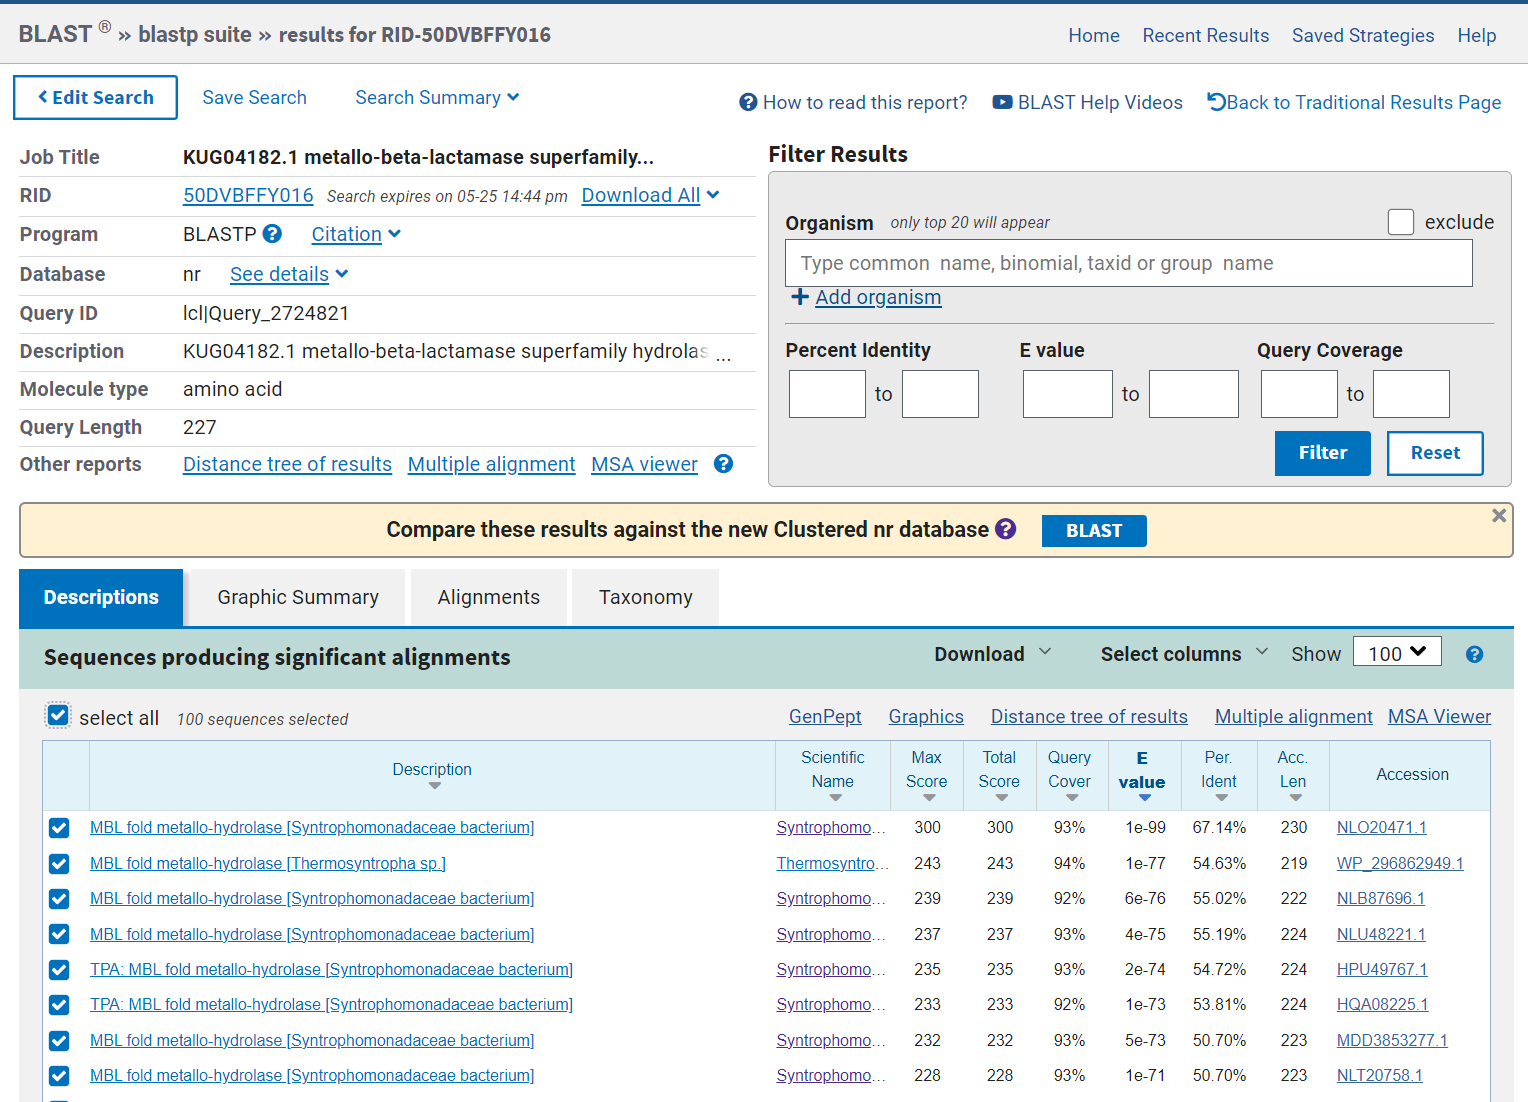 BLAST ® » blastp suite » results for RID-50DVBFFY016
Home Recent Results Saved Strategies Help
Edit Search Save Search Search Summary
How to read this report? BLAST Help Videos Back to Traditional Results Page
Job Title KUG04182.1 metallo-beta-lactamase superfamily...
RID 50DVBFFY016 Search expires on 05-25 14:44 pm Download All
Program BLASTP Citation
Database nr See details
Query ID lcl|Query_2724821
Description KUG04182.1 metallo-beta-lactamase superfamily hydrolas ...
Molecule type amino acid
Query Length 227
Other reports Distance tree of results Multiple alignment MSA viewer
Filter Results
Organism only top 20 will appear exclude
Type common name, binomial, taxid or group name
Add organism
Percent Identity E value Query Coverage
to to to
Filter Reset
Compare these results against the new Clustered nr database BLAST
Descriptions Graphic Summary Alignments Taxonomy
Sequences producing significant alignments Download Select columns Show 100
select all 100 sequences selected GenPept Graphics Distance tree of results Multiple alignment MSA Viewer
Description Scientific Name Max Score Total Score Query Cover E value Per. Ident Acc. Len Accession
MBL fold metallo-hydrolase [Syntrophomonadaceae bacterium] Syntrophomo... 300 300 93% 1e-99 67.14% 230 NLO20471.1
MBL fold metallo-hydrolase [Thermosyntropha sp.] Thermosyntro... 243 243 94% 1e-77 54.63% 219 WP_296862949.1
MBL fold metallo-hydrolase [Syntrophomonadaceae bacterium] Syntrophomo... 239 239 92% 6e-76 55.02% 222 NLB87696.1
MBL fold metallo-hydrolase [Syntrophomonadaceae bacterium] Syntrophomo... 237 237 93% 4e-75 55.19% 224 NLU48221.1
TPA: MBL fold metallo-hydrolase [Syntrophomonadaceae bacterium] Syntrophomo... 235 235 93% 2e-74 54.72% 224 HPU49767.1
TPA: MBL fold metallo-hydrolase [Syntrophomonadaceae bacterium] Syntrophomo... 233 233 92% 1e-73 53.81% 224 HQA08225.1
MBL fold metallo-hydrolase [Syntrophomonadaceae bacterium] Syntrophomo... 232 232 93% 5e-73 50.70% 223 MDD3853277.1
MBL fold metallo-hydrolase [Syntrophomonadaceae bacterium] Syntrophomo... 228 228 93% 1e-71 50.70% 223 NLT20758.1